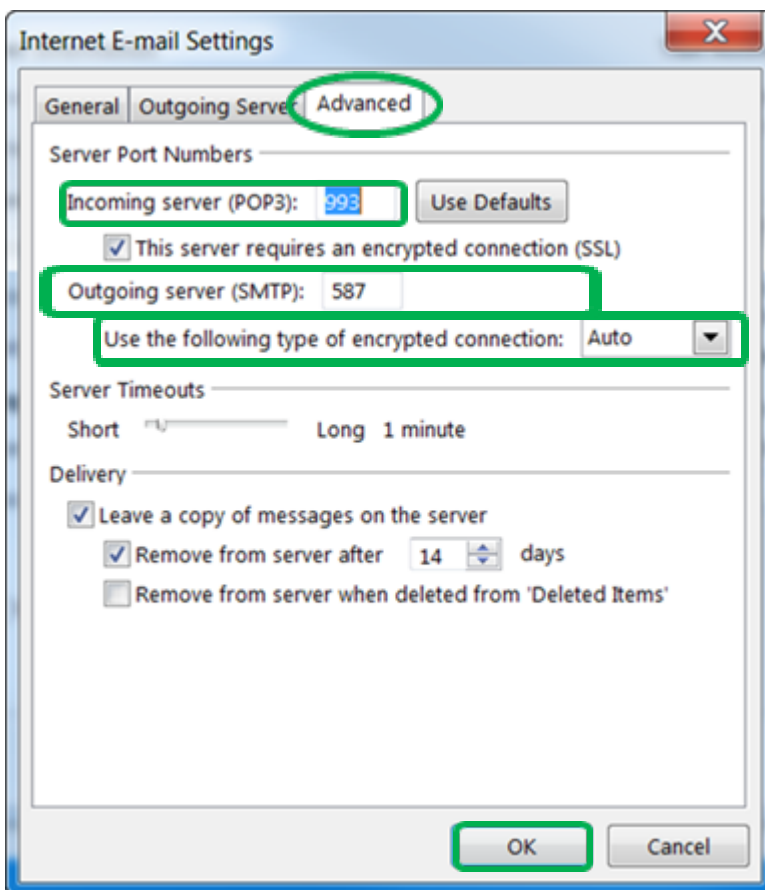 Internet E-mail Settings
General Outgoing Server Advanced
Server Port Numbers
Incoming server (POP3): 993 Use Defaults
This server requires an encrypted connection (SSL)
Outgoing server (SMTP): 587
Use the following type of encrypted connection: Auto
Server Timeouts
Short Long 1 minute
Delivery
Leave a copy of messages on the server
Remove from server after 14 days
Remove from server when deleted from 'Deleted Items'
OK Cancel